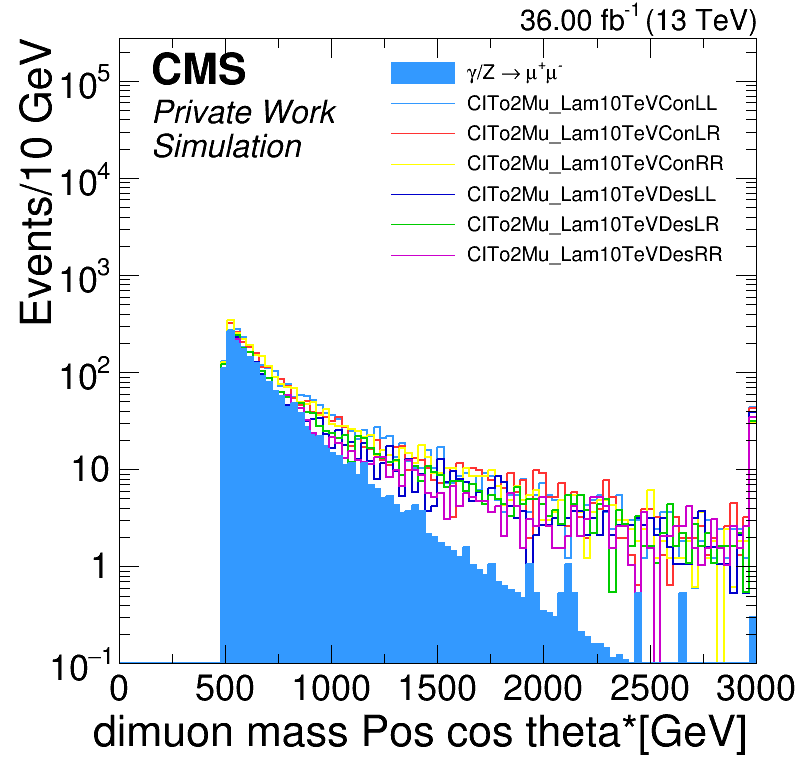 36.00 fb⁻¹ (13 TeV)
CMS
Private Work
Simulation
γ/Z → μ⁺μ⁻
CITo2Mu_Lam10TeVConLL
CITo2Mu_Lam10TeVConLR
CITo2Mu_Lam10TeVConRR
CITo2Mu_Lam10TeVDesLL
CITo2Mu_Lam10TeVDesLR
CITo2Mu_Lam10TeVDesRR
Events/10 GeV
10⁵
10⁴
10³
10²
10
1
10⁻¹
0 500 1000 1500 2000 2500 3000
dimuon mass Pos cos theta*[GeV]